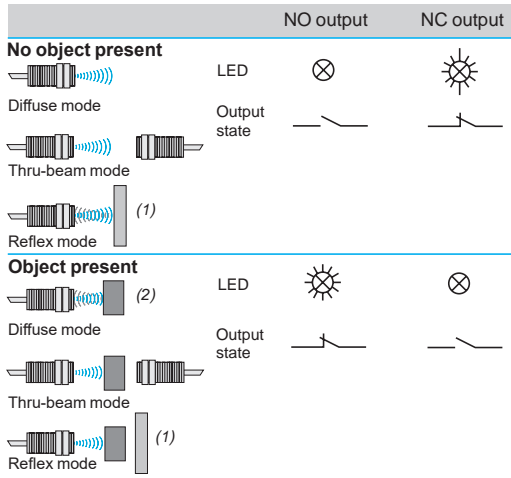 NO output NC output
No object present
LED
Diffuse mode
Output
state
Thru-beam mode
(1)
Reflex mode
Object present
(2)
LED
Diffuse mode
Output
state
Thru-beam mode
(1)
Reflex mode